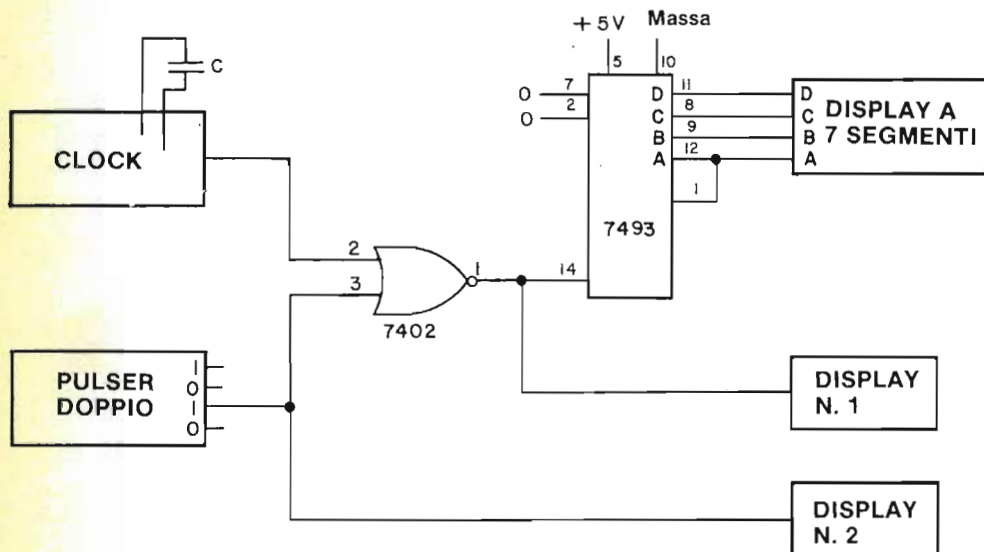 + 5V Massa
5 10
C
CLOCK
0 7
0 2
D 11 D
C 8 C
B 9 B
A 12 A
1
DISPLAY A
7 SEGMENTI
7493
2
3
1
14
7402
PULSER
DOPPIO
1
0
1
0
DISPLAY
N. 1
DISPLAY
N. 2